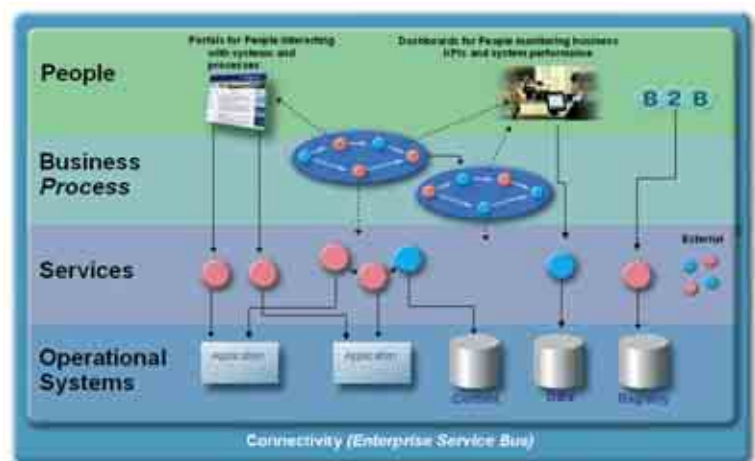 Portals for People interacting
with systems and
processes
Dashboards for People monitoring business
KPIs and system performance
People
B 2 B
Business
Process
External
Services
Application
Application
Operational
Systems
Content
Data
Registry
Connectivity (Enterprise Service Bus)